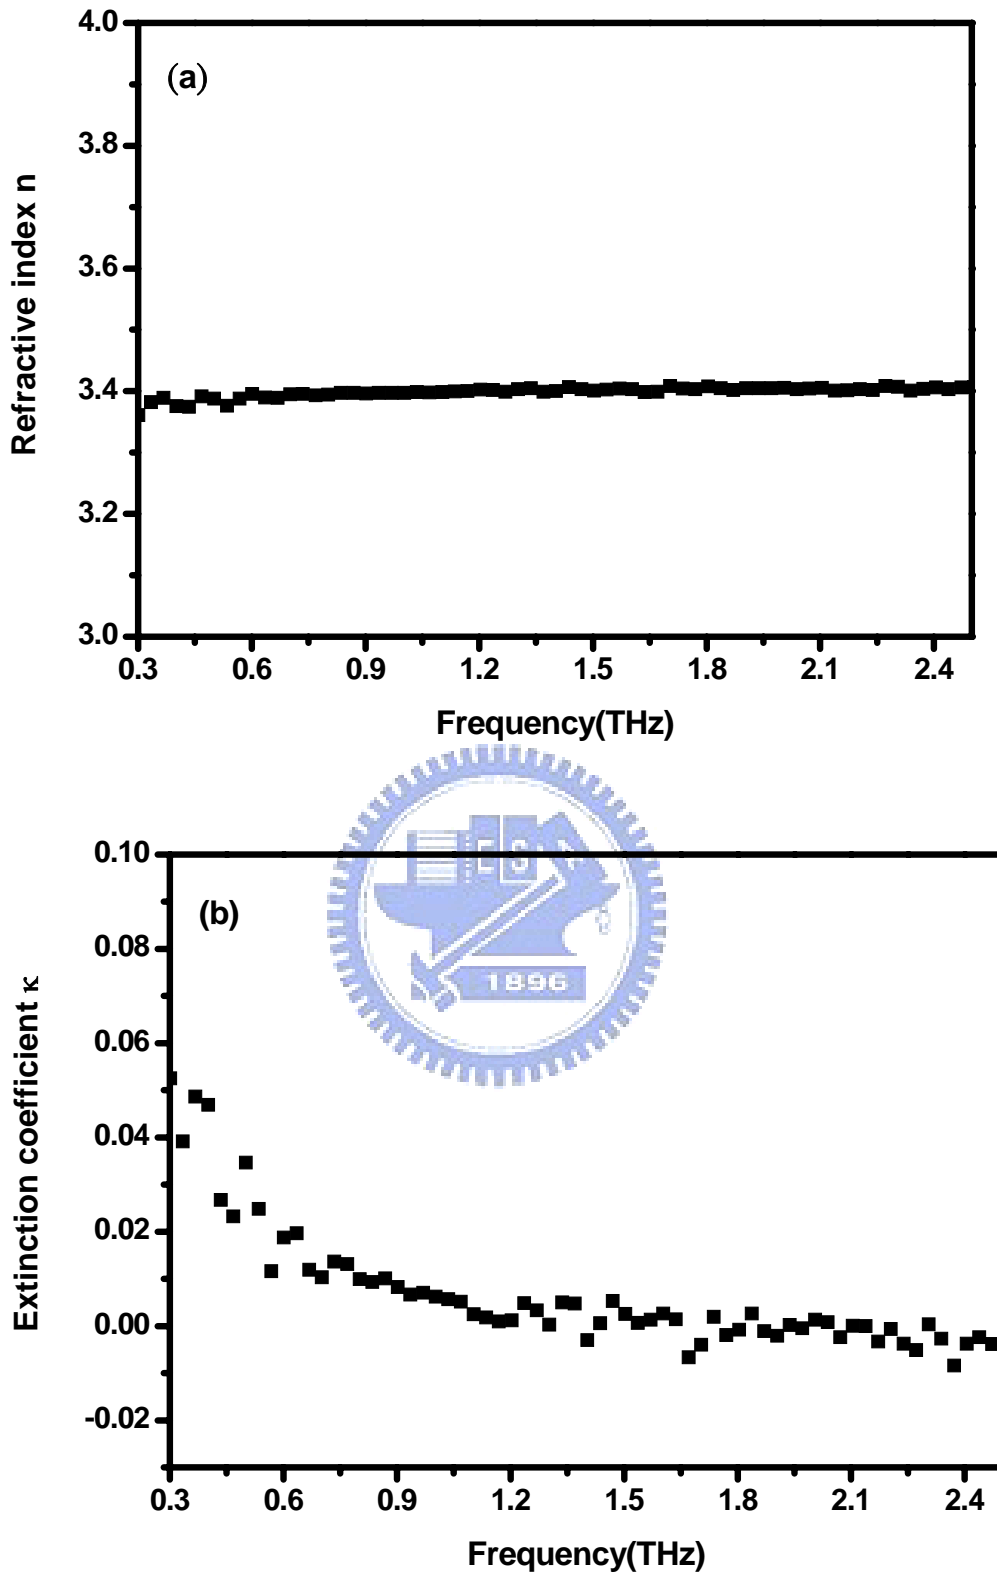 4.0
(a)
3.8
3.6
3.4
3.2
3.0
Refractive index n
0.3 0.6 0.9 1.2 1.5 1.8 2.1 2.4
Frequency(THz)
0.10
(b)
0.08
0.06
0.04
0.02
0.00
-0.02
Extinction coefficient κ
E S
1896
0.3 0.6 0.9 1.2 1.5 1.8 2.1 2.4
Frequency(THz)